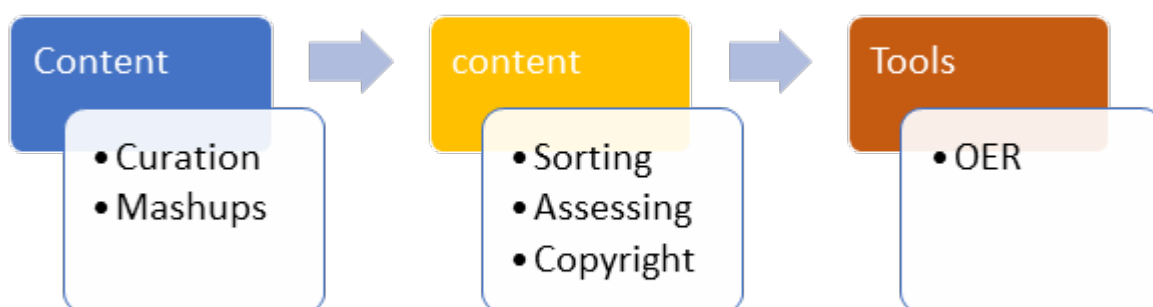 Content
• Curation
• Mashups
content
• Sorting
• Assessing
• Copyright
Tools
• OER